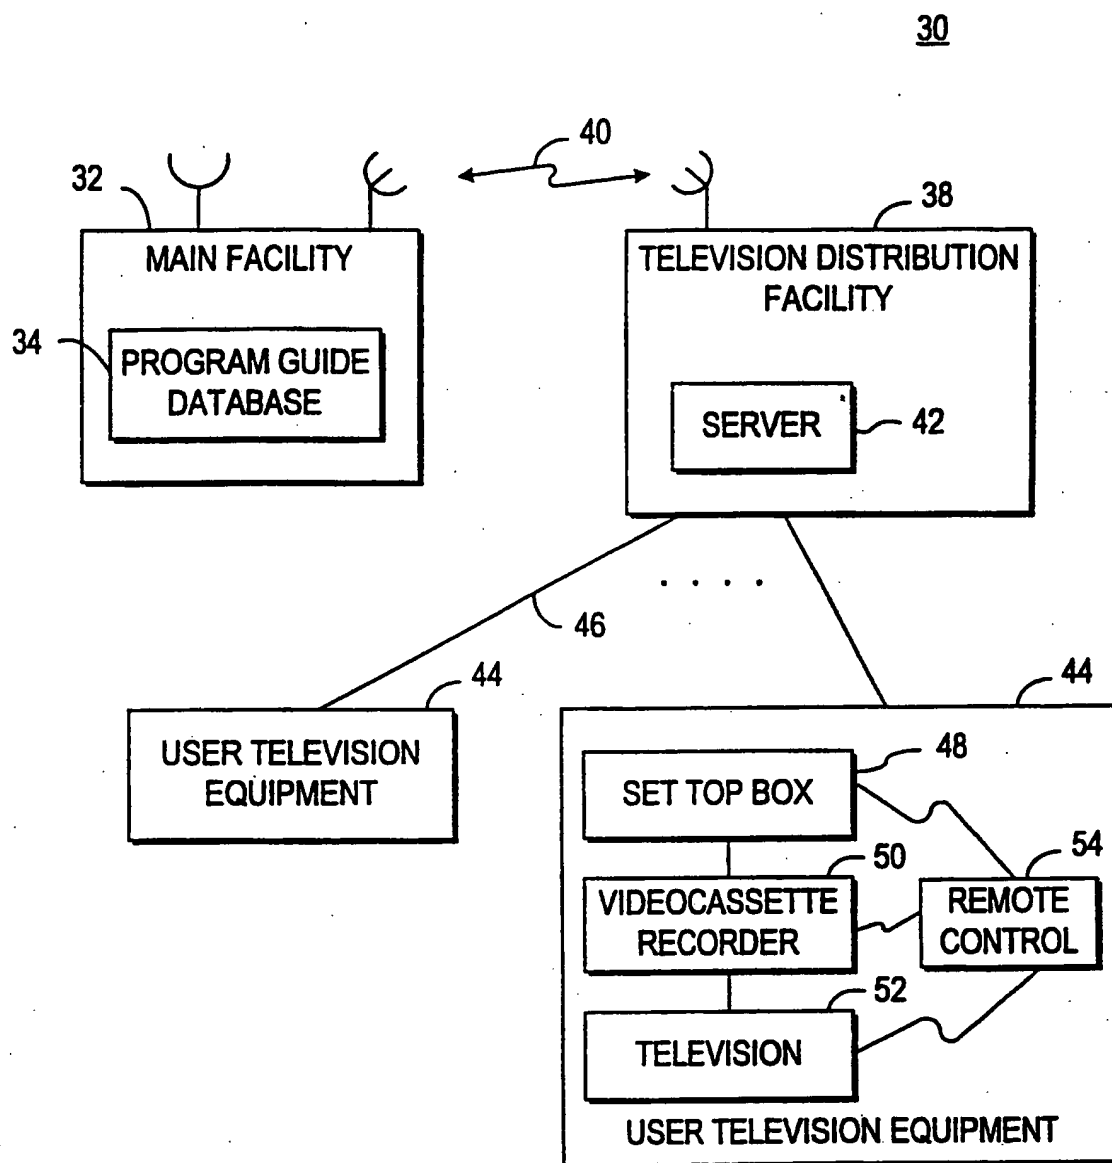 30
40
32
38
MAIN FACILITY
TELEVISION DISTRIBUTION
FACILITY
34
PROGRAM GUIDE
DATABASE
SERVER
42
46
44
44
USER TELEVISION
EQUIPMENT
48
SET TOP BOX
50
54
VIDEOCASSETTE
RECORDER
REMOTE
CONTROL
52
TELEVISION
USER TELEVISION EQUIPMENT